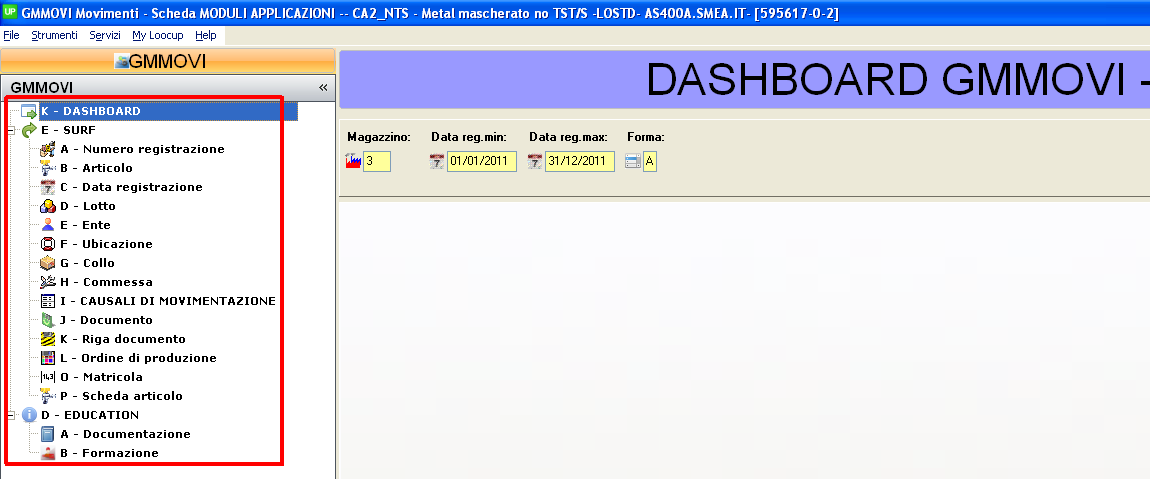 GMMOVI Movimenti - Scheda MODULI APPLICAZIONI -- CA2_NTS - Metal mascherato no TST/S -LOSTD- AS400A.SMEA.IT- [595617-0-2]
File Strumenti Servizi My Loocup Help
GMMOVI
GMMOVI «
K - DASHBOARD
E - SURF
A - Numero registrazione
B - Articolo
C - Data registrazione
D - Lotto
E - Ente
F - Ubicazione
G - Collo
H - Commessa
I - CAUSALI DI MOVIMENTAZIONE
J - Documento
K - Riga documento
L - Ordine di produzione
O - Matricola
P - Scheda articolo
D - EDUCATION
A - Documentazione
B - Formazione
DASHBOARD GMMOVI -
Magazzino: Data reg.min: Data reg.max: Forma:
3 01/01/2011 31/12/2011 A